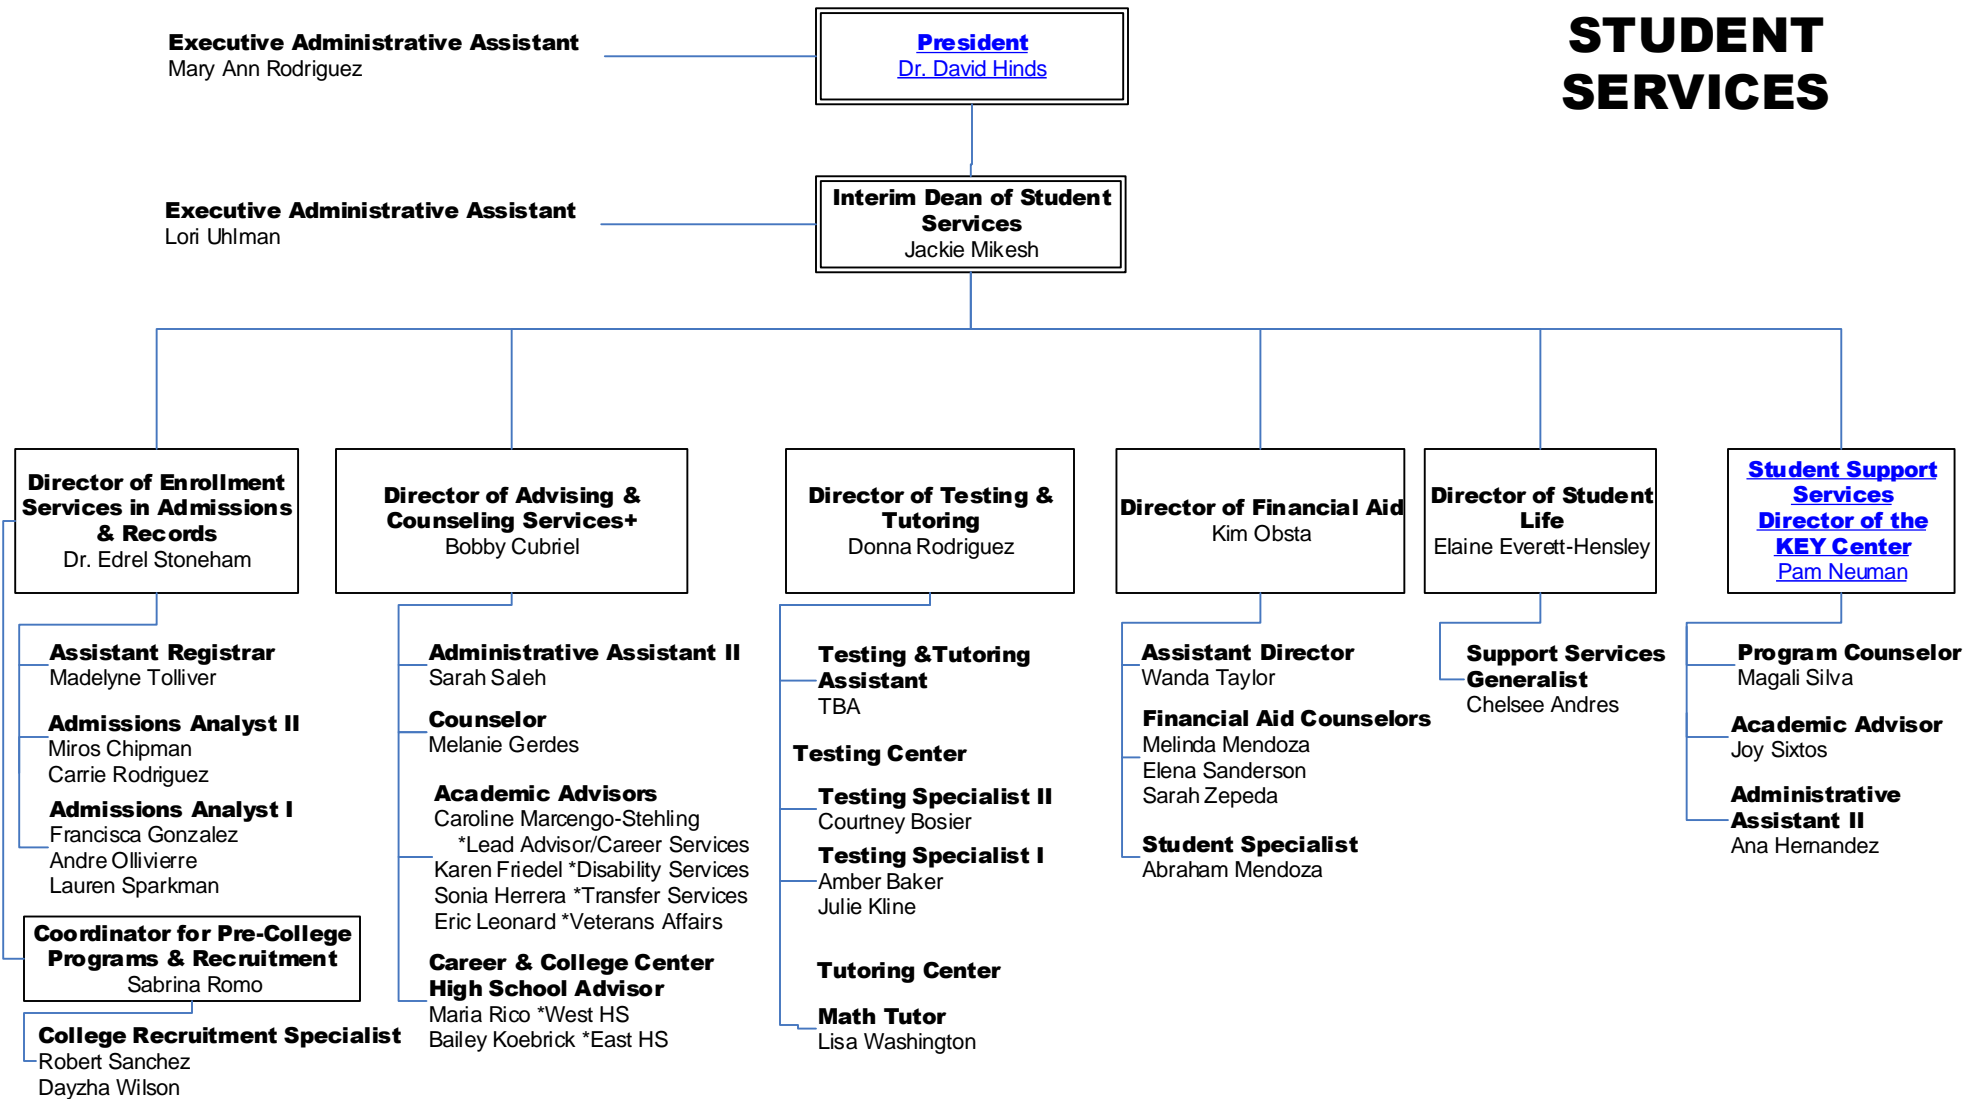 STUDENT
SERVICES
Executive Administrative Assistant
Mary Ann Rodriguez
President
Dr. David Hinds
Executive Administrative Assistant
Lori Uhlman
Interim Dean of Student
Services
Jackie Mikesh
Director of Enrollment
Services in Admissions
& Records
Dr. Edrel Stoneham
Assistant Registrar
Madelyne Tolliver
Admissions Analyst II
Miros Chipman
Carrie Rodriguez
Admissions Analyst I
Francisca Gonzalez
Andre Ollivierre
Lauren Sparkman
Coordinator for Pre-College
Programs & Recruitment
Sabrina Romo
College Recruitment Specialist
Robert Sanchez
Dayzha Wilson
Director of Advising &
Counseling Services+
Bobby Cubriel
Administrative Assistant II
Sarah Saleh
Counselor
Melanie Gerdes
Academic Advisors
Caroline Marcengo-Stehling
*Lead Advisor/Career Services
Karen Friedel *Disability Services
Sonia Herrera *Transfer Services
Eric Leonard *Veterans Affairs
Career & College Center
High School Advisor
Maria Rico *West HS
Bailey Koebrick *East HS
Director of Testing &
Tutoring
Donna Rodriguez
Testing &Tutoring
Assistant
TBA
Testing Center
Testing Specialist II
Courtney Bosier
Testing Specialist I
Amber Baker
Julie Kline
Tutoring Center
Math Tutor
Lisa Washington
Director of Financial Aid
Kim Obsta
Assistant Director
Wanda Taylor
Financial Aid Counselors
Melinda Mendoza
Elena Sanderson
Sarah Zepeda
Student Specialist
Abraham Mendoza
Director of Student
Life
Elaine Everett-Hensley
Support Services
Generalist
Chelsee Andres
Student Support
Services
Director of the
KEY Center
Pam Neuman
Program Counselor
Magali Silva
Academic Advisor
Joy Sixtos
Administrative
Assistant II
Ana Hernandez